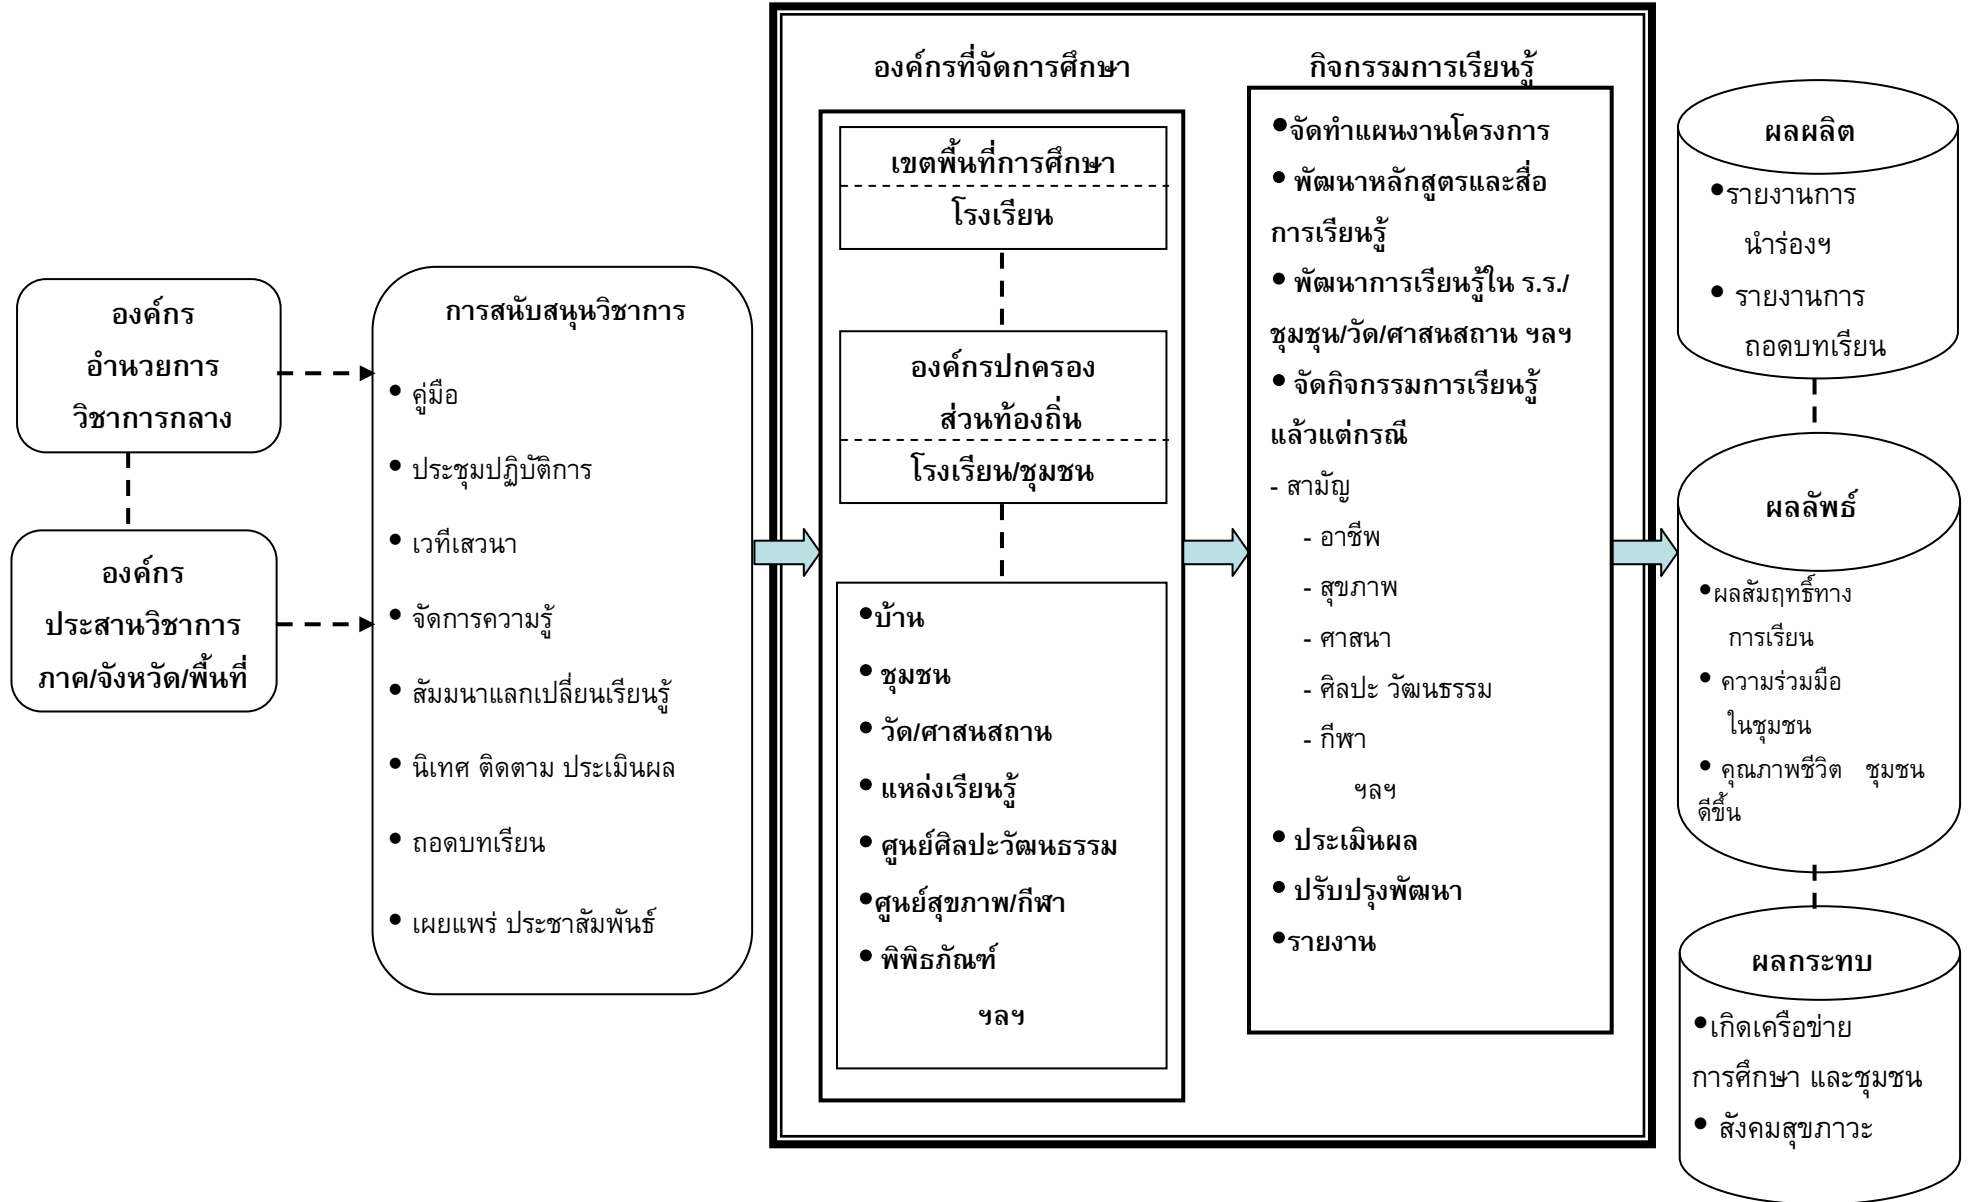 องค์กร
อำนวยการ
วิชาการกลาง
องค์กร
ประสานวิชาการ
ภาค/จังหวัด/พื้นที่
การสนับสนุนวิชาการ
• คู่มือ
• ประชุมปฏิบัติการ
• เวทีเสวนา
• จัดการความรู้
• สัมมนาแลกเปลี่ยนเรียนรู้
• นิเทศ ติดตาม ประเมินผล
• ถอดบทเรียน
• เผยแพร่ ประชาสัมพันธ์
องค์กรที่จัดการศึกษา
เขตพื้นที่การศึกษา
โรงเรียน
องค์กรปกครอง
ส่วนท้องถิ่น
โรงเรียน/ชุมชน
•บ้าน
• ชุมชน
• วัด/ศาสนสถาน
• แหล่งเรียนรู้
• ศูนย์ศิลปะวัฒนธรรม
•ศูนย์สุขภาพ/กีฬา
• พิพิธภัณฑ์
ฯลฯ
กิจกรรมการเรียนรู้
•จัดทำแผนงานโครงการ
• พัฒนาหลักสูตรและสื่อ
การเรียนรู้
• พัฒนาการเรียนรู้ใน ร.ร./
ชุมชุน/วัด/ศาสนสถาน ฯลฯ
• จัดกิจกรรมการเรียนรู้
แล้วแต่กรณี
- สามัญ
- อาชีพ
- สุขภาพ
- ศาสนา
- ศิลปะ วัฒนธรรม
- กีฬา
ฯลฯ
• ประเมินผล
• ปรับปรุงพัฒนา
•รายงาน
ผลผลิต
•รายงานการ
นำร่องฯ
• รายงานการ
ถอดบทเรียน
ผลลัพธ์
•ผลสัมฤทธิ์ทาง
การเรียน
• ความร่วมมือ
ในชุมชน
• คุณภาพชีวิต ชุมชน
ดีขึ้น
ผลกระทบ
•เกิดเครือข่าย
การศึกษา และชุมชน
• สังคมสุขภาวะ